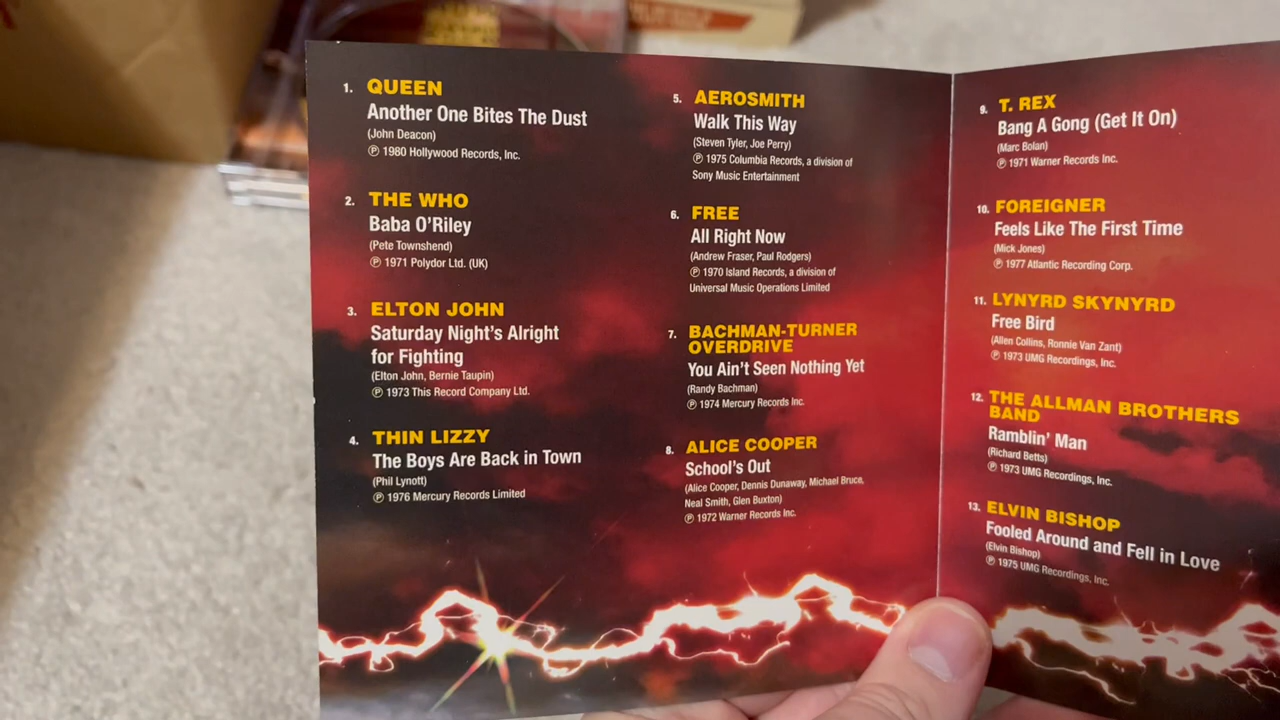 1. QUEEN
Another One Bites The Dust
(John Deacon)
℗ 1980 Hollywood Records, Inc.
2. THE WHO
Baba O'Riley
(Pete Townshend)
℗ 1971 Polydor Ltd. (UK)
3. ELTON JOHN
Saturday Night's Alright
for Fighting
(Elton John, Bernie Taupin)
℗ 1973 This Record Company Ltd.
4. THIN LIZZY
The Boys Are Back in Town
(Phil Lynott)
℗ 1976 Mercury Records Limited
5. AEROSMITH
Walk This Way
(Steven Tyler, Joe Perry)
℗ 1975 Columbia Records, a division of
Sony Music Entertainment
6. FREE
All Right Now
(Andrew Fraser, Paul Rodgers)
℗ 1970 Island Records, a division of
Universal Music Operations Limited
7. BACHMAN-TURNER
OVERDRIVE
You Ain't Seen Nothing Yet
(Randy Bachman)
℗ 1974 Mercury Records Inc.
8. ALICE COOPER
School's Out
(Alice Cooper, Dennis Dunaway, Michael Bruce,
Neal Smith, Glen Buxton)
℗ 1972 Warner Records Inc.
9. T. REX
Bang A Gong (Get It On)
(Marc Bolan)
℗ 1971 Warner Records Inc.
10. FOREIGNER
Feels Like The First Time
(Mick Jones)
℗ 1977 Atlantic Recording Corp.
11. LYNYRD SKYNYRD
Free Bird
(Allen Collins, Ronnie Van Zant)
℗ 1973 UMG Recordings, Inc.
12. THE ALLMAN BROTHERS
BAND
Ramblin' Man
(Richard Betts)
℗ 1973 UMG Recordings, Inc.
13. ELVIN BISHOP
Fooled Around and Fell in Love
(Elvin Bishop)
℗ 1975 UMG Recordings, Inc.